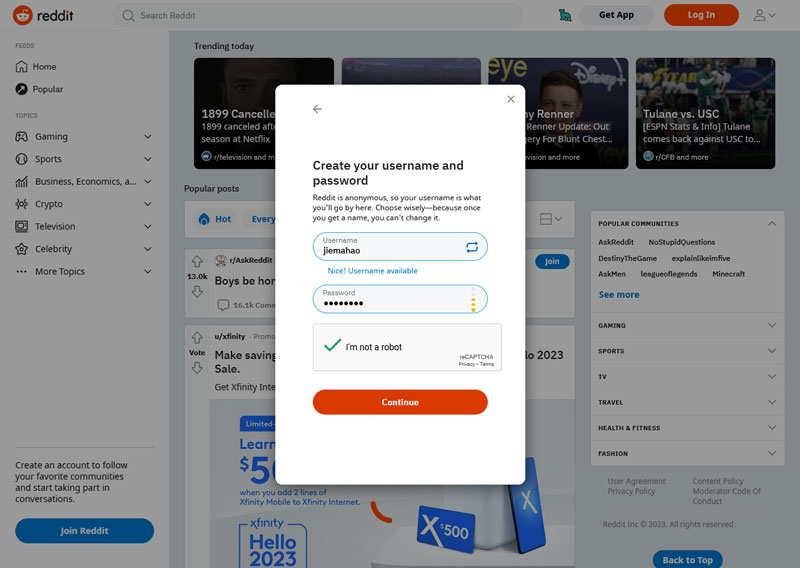 reddit
Search Reddit
Get App
Log In
FEEDS
Home
Popular
TOPICS
Gaming
Sports
Business, Economics, a...
Crypto
Television
Celebrity
More Topics
Create an account to follow
your favorite communities
and start taking part in
conversations.
Join Reddit
Trending today
1899 Cancelle
1899 canceled afte
season at Netflix
r/television and m
eye
Disney+
ny Renner
Renner Update: Out
gery For Blunt Chest...
vision and more
Tulane vs. USC
[ESPN Stats & Info] Tulane
comes back against USC to...
r/CFB and more
Popular posts
Hot
Every
r/AskReddit
Join
13.0k
Boys be hon
16.1k Comm
u/xfinity · Promo
Vote
Make saving
lo 2023
Sale.
Get Xfinity Inte
Limited-
Learn
$50
when you add 2 lines of
Xfinity Mobile to Xfinity Internet.
xfinity
Hello
2023
X $500
X
Create your username and
password
Reddit is anonymous, so your username is what
you'll go by here. Choose wisely—because once
you get a name, you can't change it.
Username
jiemahao
Nice! Username available
Password
••••••••
I'm not a robot
reCAPTCHA
Privacy • Terms
Continue
POPULAR COMMUNITIES
AskReddit NoStupidQuestions
DestinyTheGame explainlikeimfive
AskMen leagueoflegends Minecraft
See more
GAMING
SPORTS
TV
TRAVEL
HEALTH & FITNESS
FASHION
User Agreement Content Policy
Privacy Policy Moderator Code Of
Conduct
Reddit Inc © 2023. All rights reserved
Back to Top